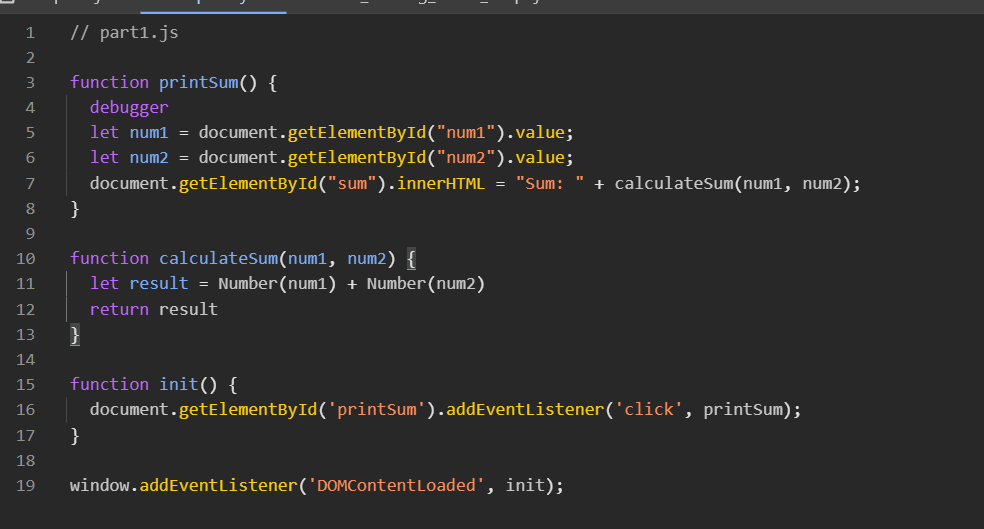 1 // part1.js
2
3 function printSum() {
4   debugger
5   let num1 = document.getElementById("num1").value;
6   let num2 = document.getElementById("num2").value;
7   document.getElementById("sum").innerHTML = "Sum: " + calculateSum(num1, num2);
8 }
9
10 function calculateSum(num1, num2) {
11   let result = Number(num1) + Number(num2)
12   return result
13 }
14
15 function init() {
16   document.getElementById('printSum').addEventListener('click', printSum);
17 }
18
19 window.addEventListener('DOMContentLoaded', init);